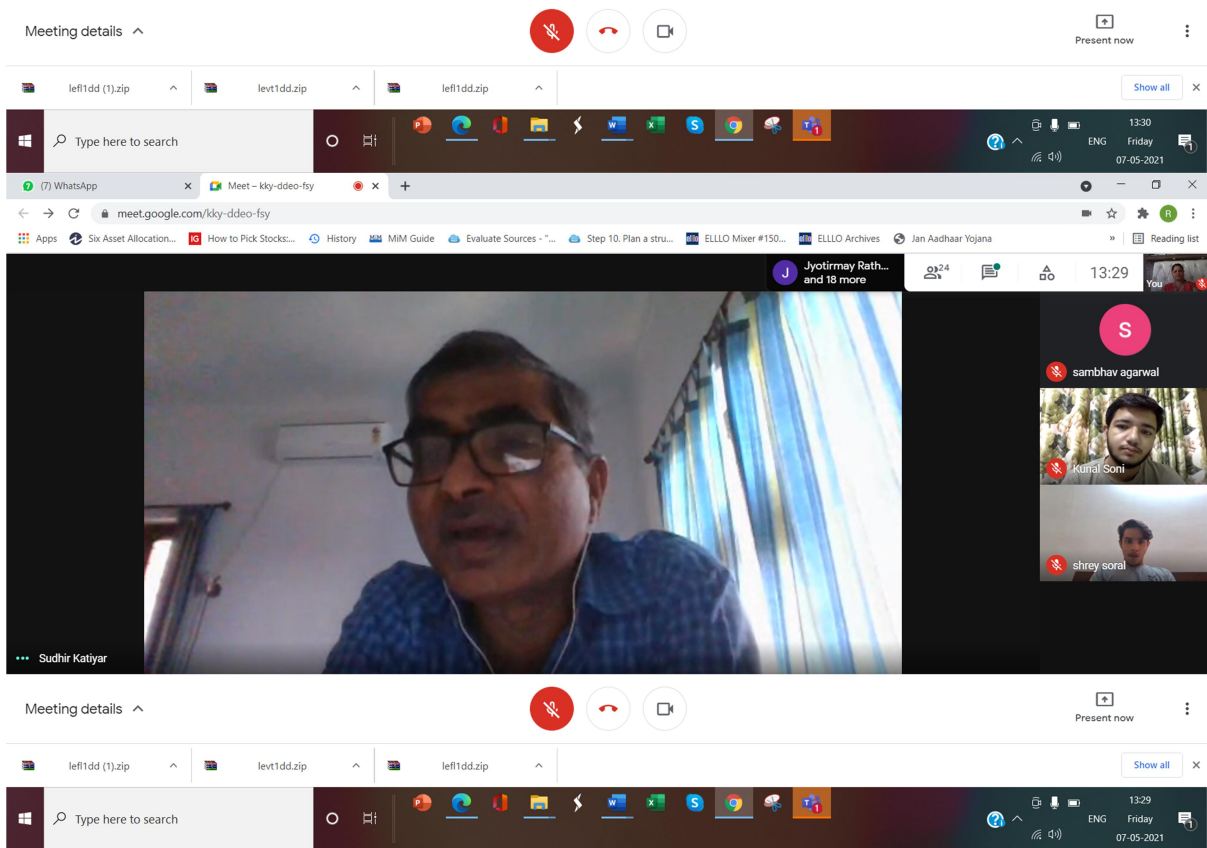 Meeting details
Present now
lefl1dd (1).zip
levt1dd.zip
lefl1dd.zip
Show all
Type here to search
13:30
ENG Friday
07-05-2021
(7) WhatsApp
Meet – kky-ddeo-fsy
meet.google.com/kky-ddeo-fsy
R
Apps
Six Asset Allocation...
IG How to Pick Stocks:...
History
MiM Guide
Evaluate Sources - "...
Step 10. Plan a stru...
ELLLO Mixer #150...
ELLLO Archives
Jan Aadhaar Yojana
»
Reading list
J
Jyotirmay Rath...
and 18 more
24
13:29
You
S
sambhav agarwal
Kunal Soni
shrey soral
Sudhir Katiyar
Meeting details
Present now
lefl1dd (1).zip
levt1dd.zip
lefl1dd.zip
Show all
Type here to search
13:29
ENG Friday
07-05-2021